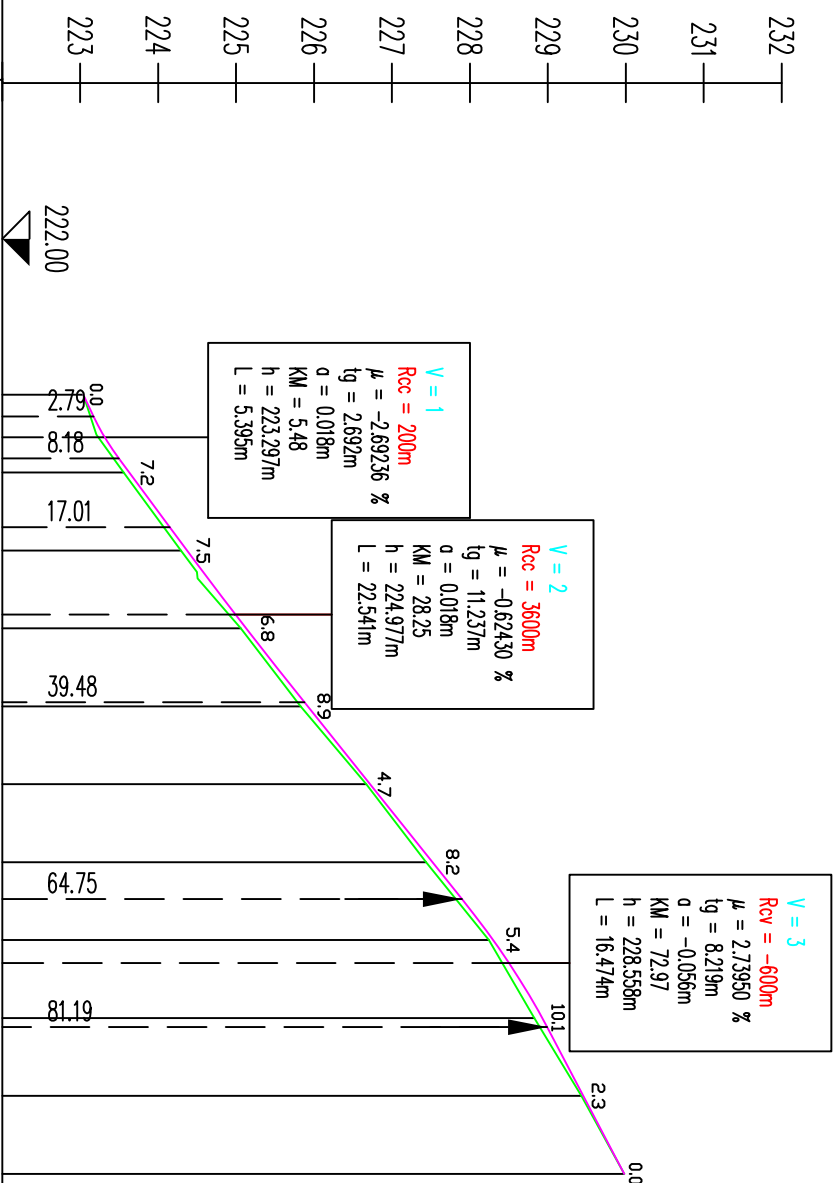 232
231
230
229
228
227
226
225
224
223
222.00
V = 1
Rcc = 200m
μ = -2.69236 %
tg = 2.692m
a = 0.018m
KM = 5.48
h = 223.297m
L = 5.395m
V = 2
Rcc = 3600m
μ = -0.62430 %
tg = 11.237m
a = 0.018m
KM = 28.25
h = 224.977m
L = 22.541m
V = 3
Rcv = -600m
μ = 2.73950 %
tg = 8.219m
a = -0.056m
KM = 72.97
h = 228.558m
L = 16.474m
0.0
7.2
7.5
6.8
8.9
4.7
8.2
5.4
10.1
2.3
0.0
2.79
8.18
17.01
39.48
64.75
81.19